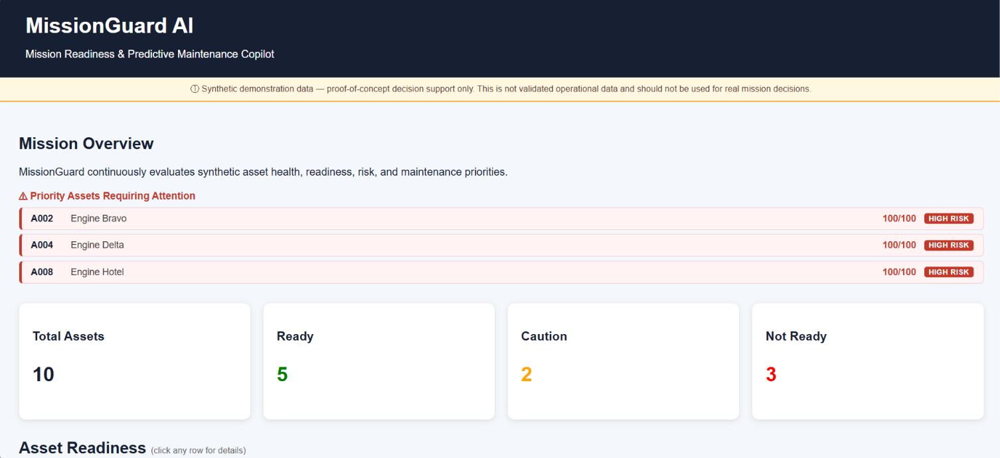 MissionGuard AI
Mission Readiness & Predictive Maintenance Copilot
ⓘ Synthetic demonstration data — proof-of-concept decision support only. This is not validated operational data and should not be used for real mission decisions.
Mission Overview
MissionGuard continuously evaluates synthetic asset health, readiness, risk, and maintenance priorities.
⚠ Priority Assets Requiring Attention
A002 Engine Bravo 100/100 HIGH RISK
A004 Engine Delta 100/100 HIGH RISK
A008 Engine Hotel 100/100 HIGH RISK
Total Assets Ready Caution Not Ready
10 5 2 3
Asset Readiness (click any row for details)